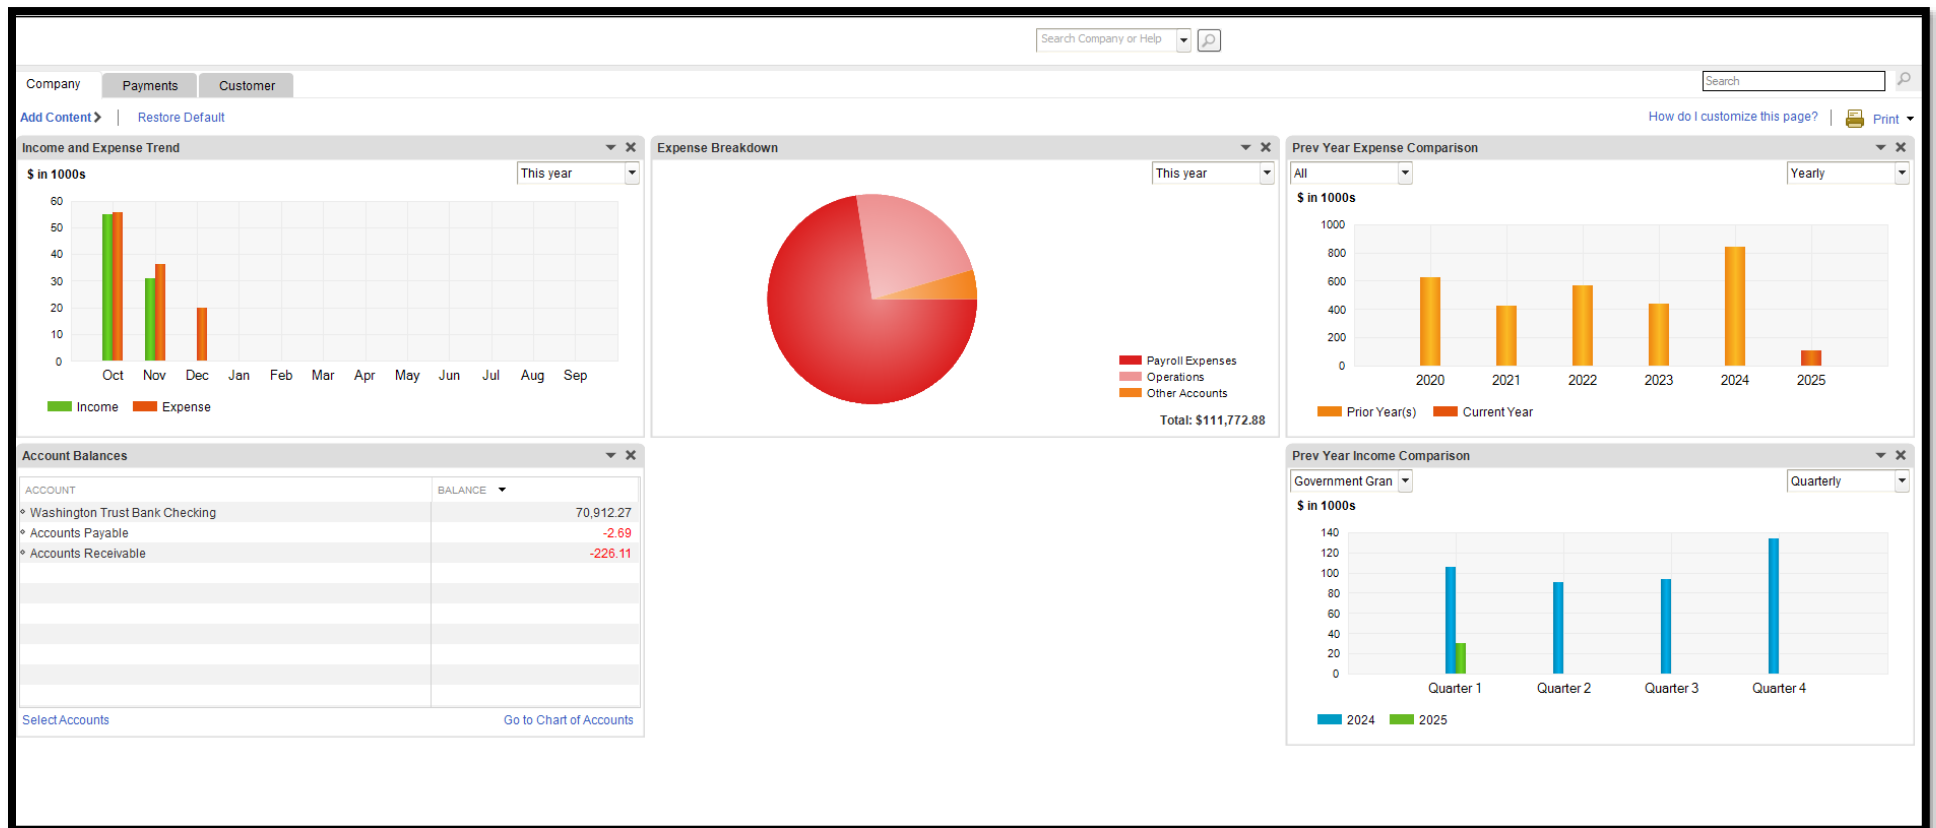 Search Company or Help
Company Payments Customer
Search
Add Content Restore Default
How do I customize this page? Print
Income and Expense Trend
$ in 1000s
This year
60
50
40
30
20
10
0
Oct Nov Dec Jan Feb Mar Apr May Jun Jul Aug Sep
Income Expense
Expense Breakdown
This year
Payroll Expenses
Operations
Other Accounts
Total: $111,772.88
Prev Year Expense Comparison
All
Yearly
$ in 1000s
1000
800
600
400
200
0
2020 2021 2022 2023 2024 2025
Prior Year(s) Current Year
Account Balances
ACCOUNT BALANCE
Washington Trust Bank Checking 70,912.27
Accounts Payable -2.69
Accounts Receivable -226.11
Select Accounts Go to Chart of Accounts
Prev Year Income Comparison
Government Gran
Quarterly
$ in 1000s
140
120
100
80
60
40
20
0
Quarter 1 Quarter 2 Quarter 3 Quarter 4
2024 2025